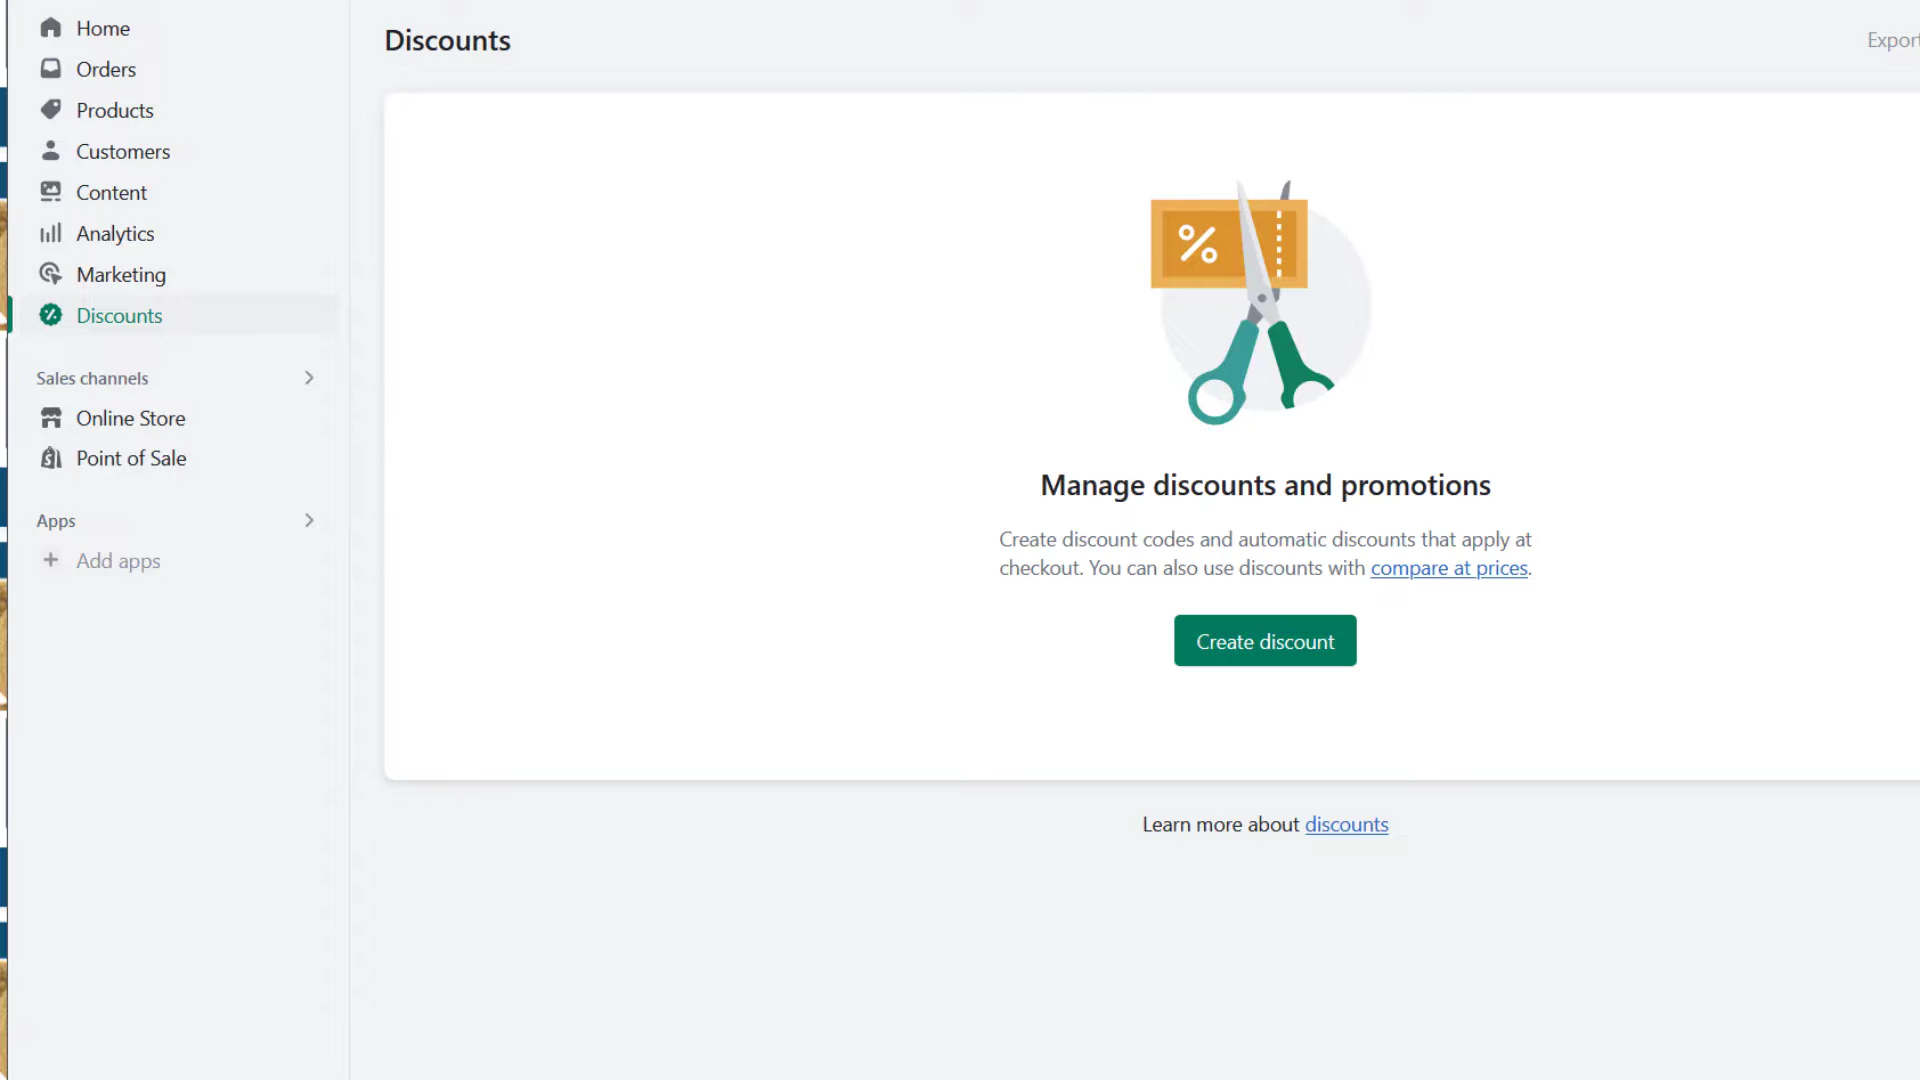 Home
Orders
Products
Customers
Content
Analytics
Marketing
Discounts
Sales channels
Online Store
Point of Sale
Apps
Add apps
Discounts
Export
%
Manage discounts and promotions
Create discount codes and automatic discounts that apply at
checkout. You can also use discounts with compare at prices.
Create discount
Learn more about discounts